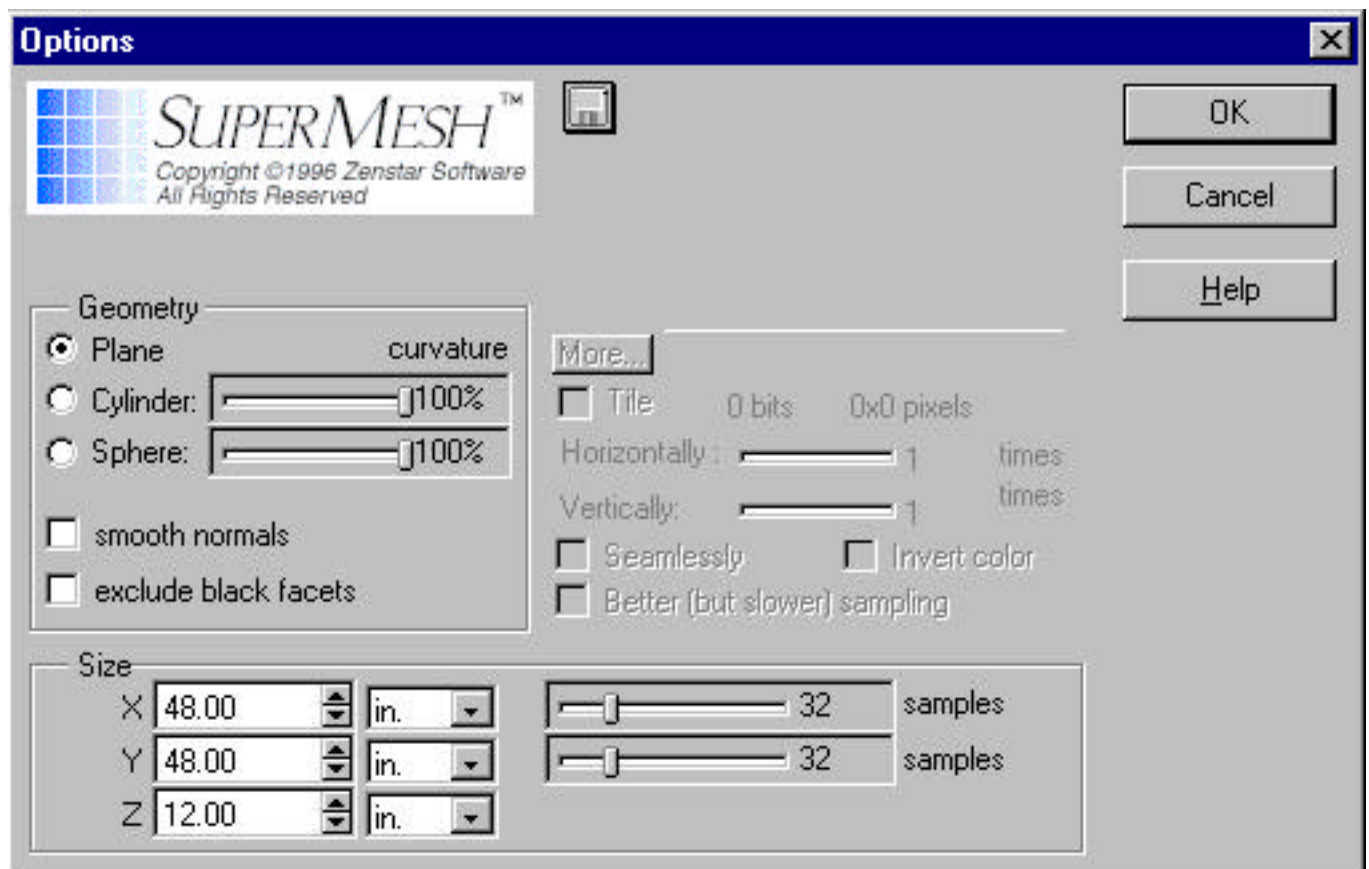 Options
SUPERMESH™
Copyright ©1996 Zenstar Software
All Rights Reserved
OK
Cancel
Help
Geometry
Plane curvature
Cylinder: 100%
Sphere: 100%
smooth normals
exclude black facets
More...
Tile 0 bits 0x0 pixels
Horizontally : 1 times
Vertically: 1 times
Seamlessly Invert color
Better (but slower) sampling
Size
X 48.00 in. 32 samples
Y 48.00 in. 32 samples
Z 12.00 in.